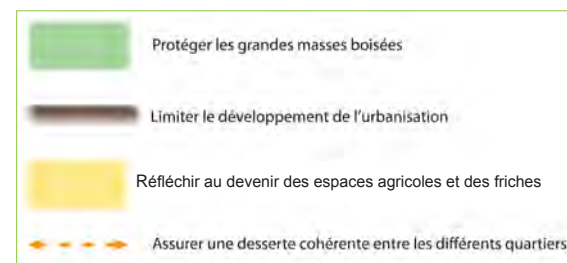 Protéger les grandes masses boisées
Limiter le développement de l'urbanisation
Réfléchir au devenir des espaces agricoles et des friches
Assurer une desserte cohérente entre les différents quartiers